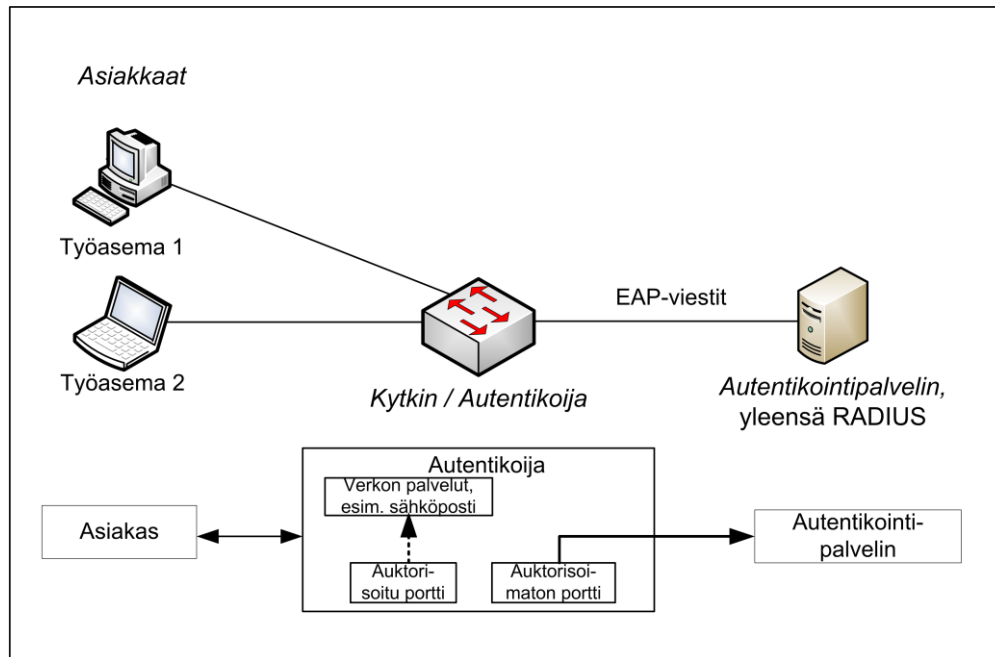 Asiakkaat
Työasema 1
EAP-viestit
Työasema 2
Kytkin / Autentikoija
Autentikointipalvelin,
yleensä RADIUS
Autentikoija
Verkon palvelut,
esim. sähköposti
Asiakas
Autentikointi-
palvelin
Auktori-
soitu portti
Auktorisoi-
maton portti